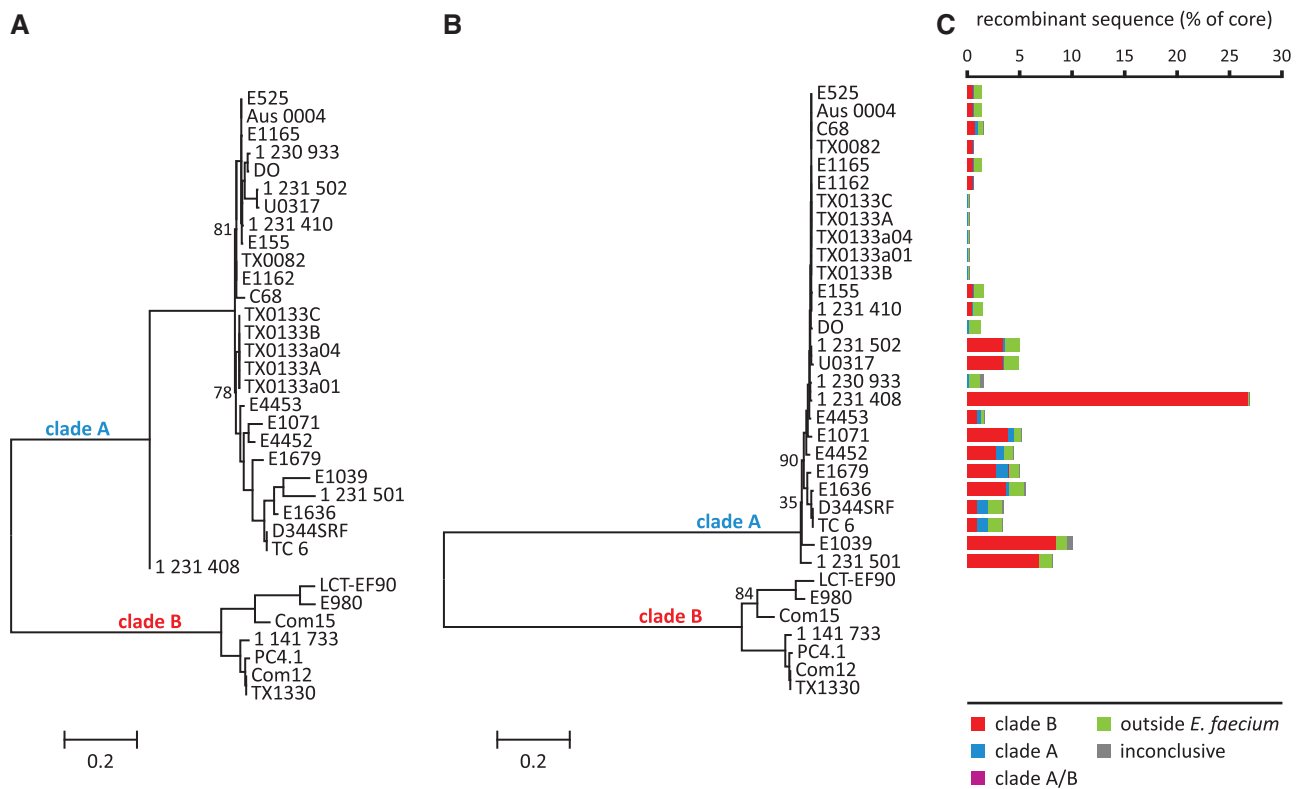 A
E525
Aus 0004
E1165
1 230 933
DO
1 231 502
U0317
1 231 410
81
E155
TX0082
E1162
C68
TX0133C
TX0133B
TX0133a04
TX0133A
TX0133a01
78
E4453
E1071
clade A
E4452
E1679
E1039
1 231 501
E1636
D344SRF
TC 6
1 231 408
LCT-EF90
E980
clade B
Com15
1 141 733
PC4.1
Com12
TX1330
0.2
B
E525
Aus 0004
C68
TX0082
E1165
E1162
TX0133C
TX0133A
TX0133a04
TX0133a01
TX0133B
E155
1 231 410
DO
1 231 502
U0317
1 230 933
1 231 408
E4453
E1071
E4452
90
E1679
E1636
35
D344SRF
TC 6
clade A
E1039
1 231 501
LCT-EF90
84
E980
clade B
Com15
1 141 733
PC4.1
Com12
TX1330
0.2
C
recombinant sequence (% of core)
0 5 10 15 20 25 30
clade B
clade A
clade A/B
outside E. faecium
inconclusive